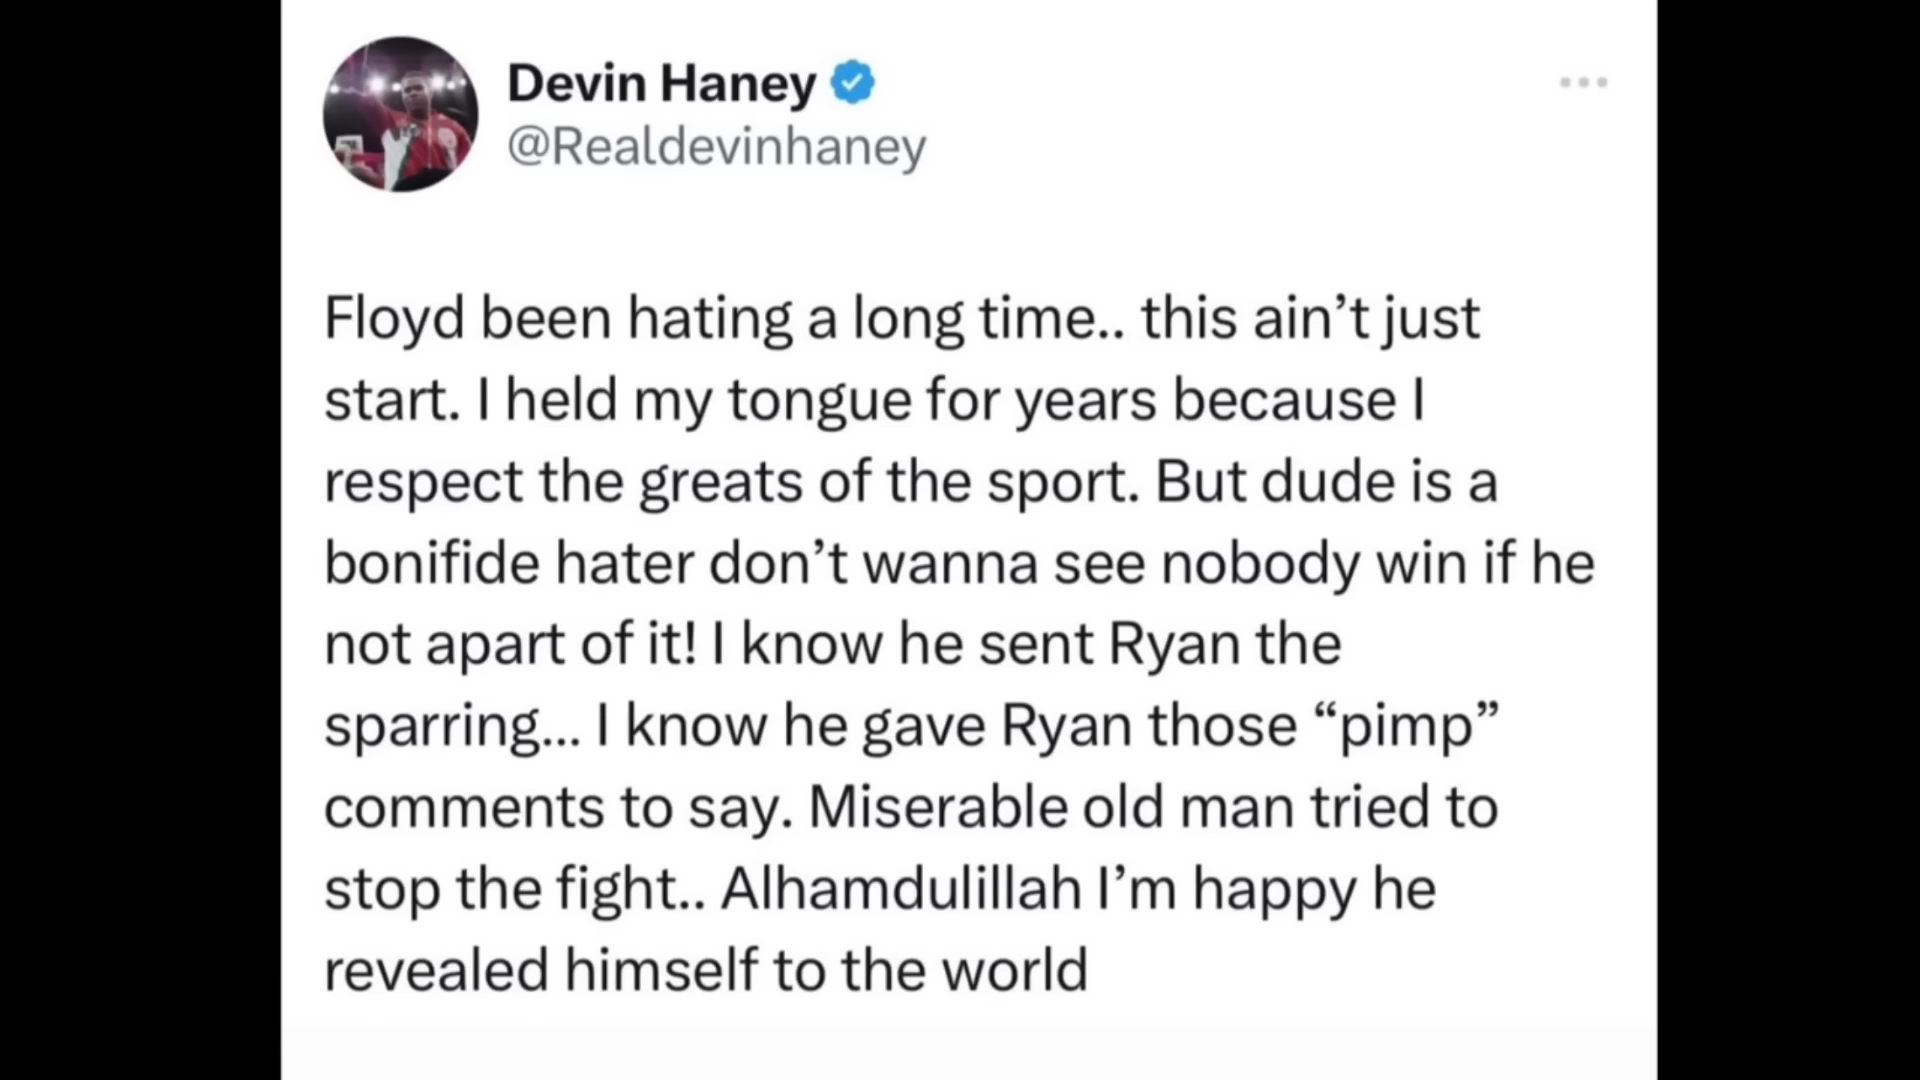 Devin Haney
@Realdevinhaney
Floyd been hating a long time.. this ain’t just
start. I held my tongue for years because I
respect the greats of the sport. But dude is a
bonifide hater don’t wanna see nobody win if he
not apart of it! I know he sent Ryan the
sparring... I know he gave Ryan those “pimp”
comments to say. Miserable old man tried to
stop the fight.. Alhamdulillah I’m happy he
revealed himself to the world